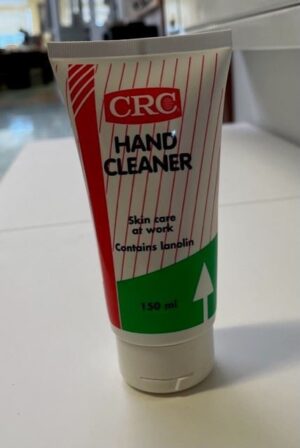 CRC
HAND
CLEANER
Skin care
at work
Contains lanolin
150 ml